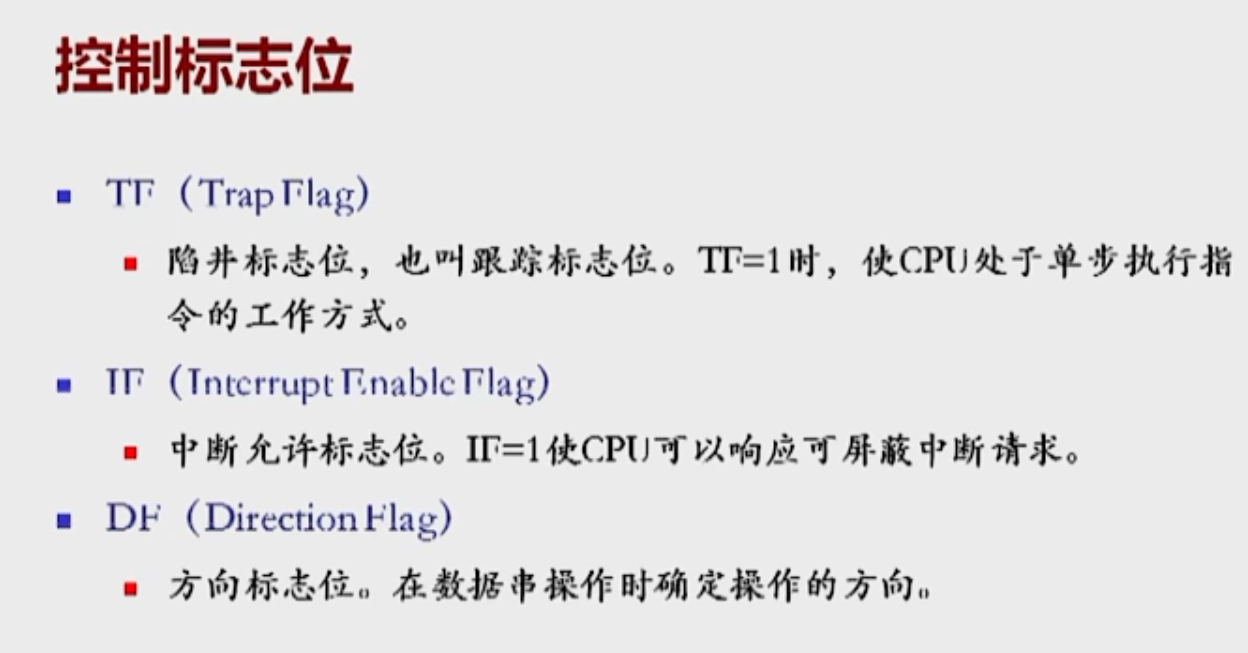 控制标志位
TF（Trap Flag）
陷井标志位，也叫跟踪标志位。TF=1时，使CPU处于单步执行指
令的工作方式。
IF（Interrupt Enable Flag）
中断允许标志位。IF=1使CPU可以响应可屏蔽中断请求。
DF（Direction Flag）
方向标志位。在数据串操作时确定操作的方向。